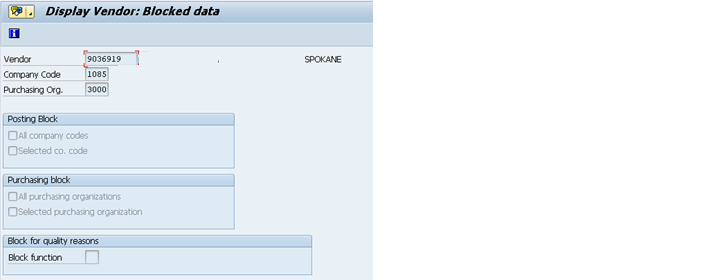 Display Vendor: Blocked data
Vendor 9036919 , SPOKANE
Company Code 1085
Purchasing Org. 3000
Posting Block
All company codes
Selected co. code
Purchasing block
All purchasing organizations
Selected purchasing organization
Block for quality reasons
Block function